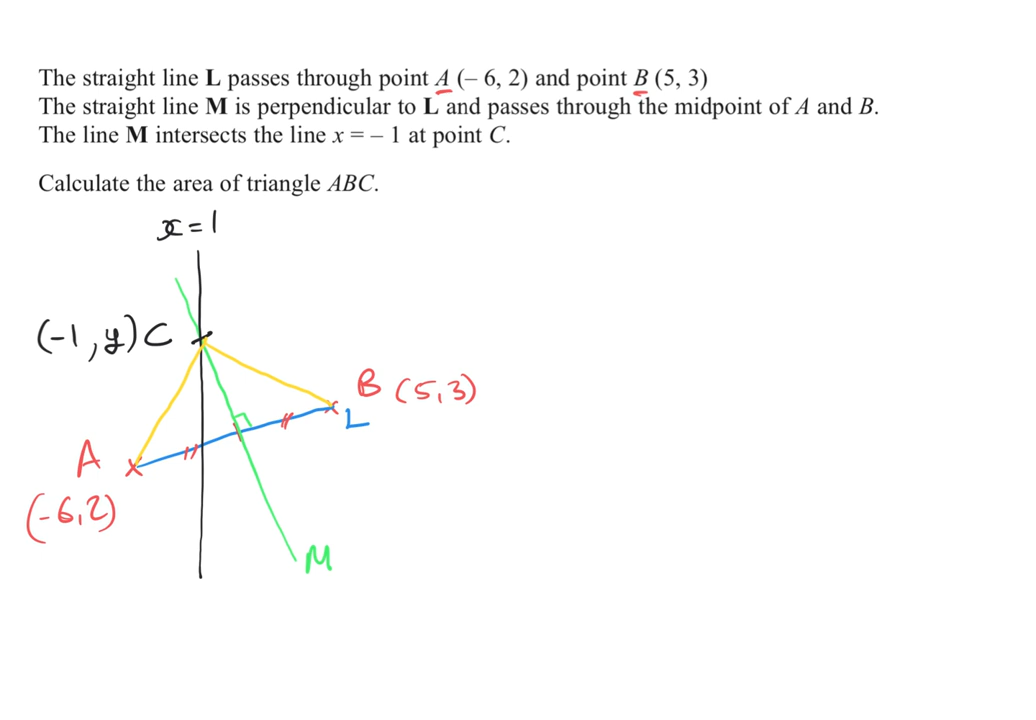 The straight line L passes through point A (– 6, 2) and point B (5, 3)
The straight line M is perpendicular to L and passes through the midpoint of A and B.
The line M intersects the line x = – 1 at point C.
Calculate the area of triangle ABC.
x = 1
(-1, y) C
B (5, 3)
L
A
(-6, 2)
M